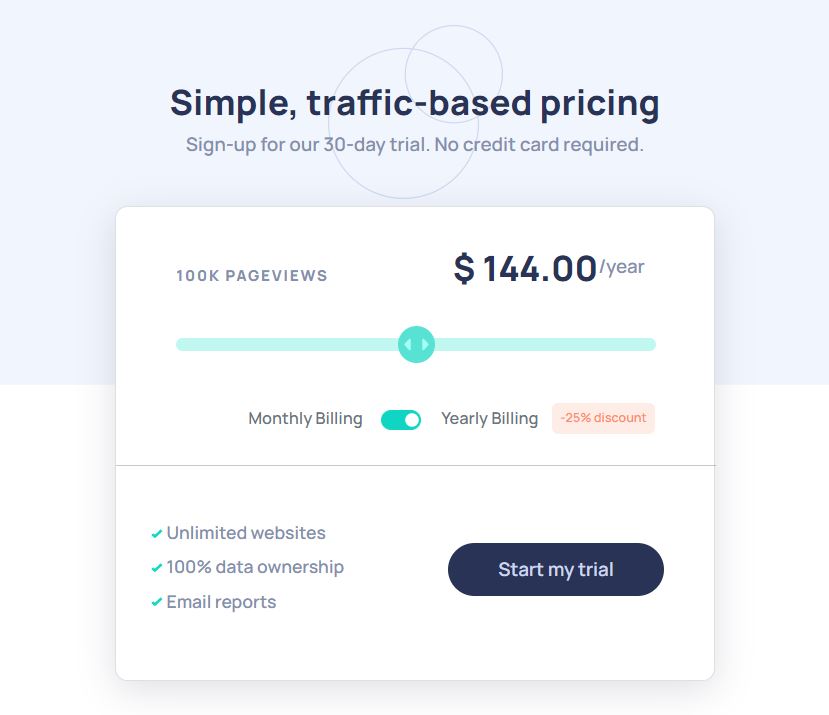 Simple, traffic-based pricing
Sign-up for our 30-day trial. No credit card required.
100K PAGEVIEWS
$ 144.00/year
Monthly Billing
Yearly Billing
-25% discount
Unlimited websites
100% data ownership
Email reports
Start my trial